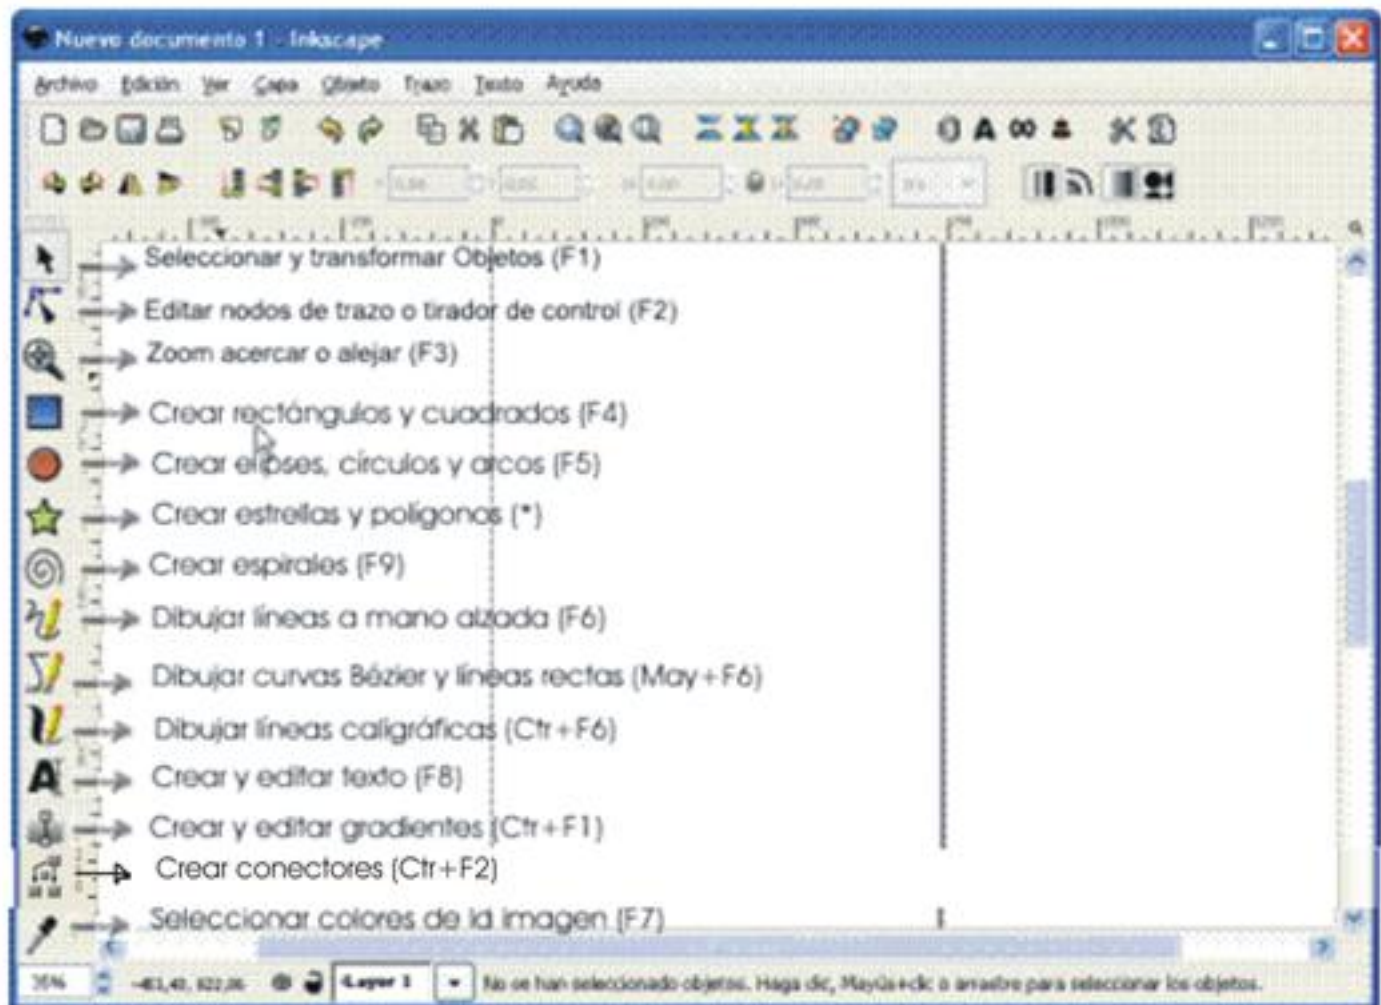 Nuevo documento 1 - Inkscape
Archivo Edición Ver Capa Objeto Trazo Texto Ayuda
Seleccionar y transformar Objetos (F1)
Editar nodos de trazo o tirador de control (F2)
Zoom acercar o alejar (F3)
Crear rectángulos y cuadrados (F4)
Crear elipses, círculos y arcos (F5)
Crear estrellas y polígonos (*)
Crear espirales (F9)
Dibujar líneas a mano alzada (F6)
Dibujar curvas Bézier y líneas rectas (May+F6)
Dibujar líneas caligráficas (Ctr+F6)
Crear y editar texto (F8)
Crear y editar gradientes (Ctr+F1)
Crear conectores (Ctr+F2)
Seleccionar colores de la imagen (F7)
35% Layer 1 No se han seleccionado objetos. Haga clic, Mayús+clic o arrastre para seleccionar los objetos.